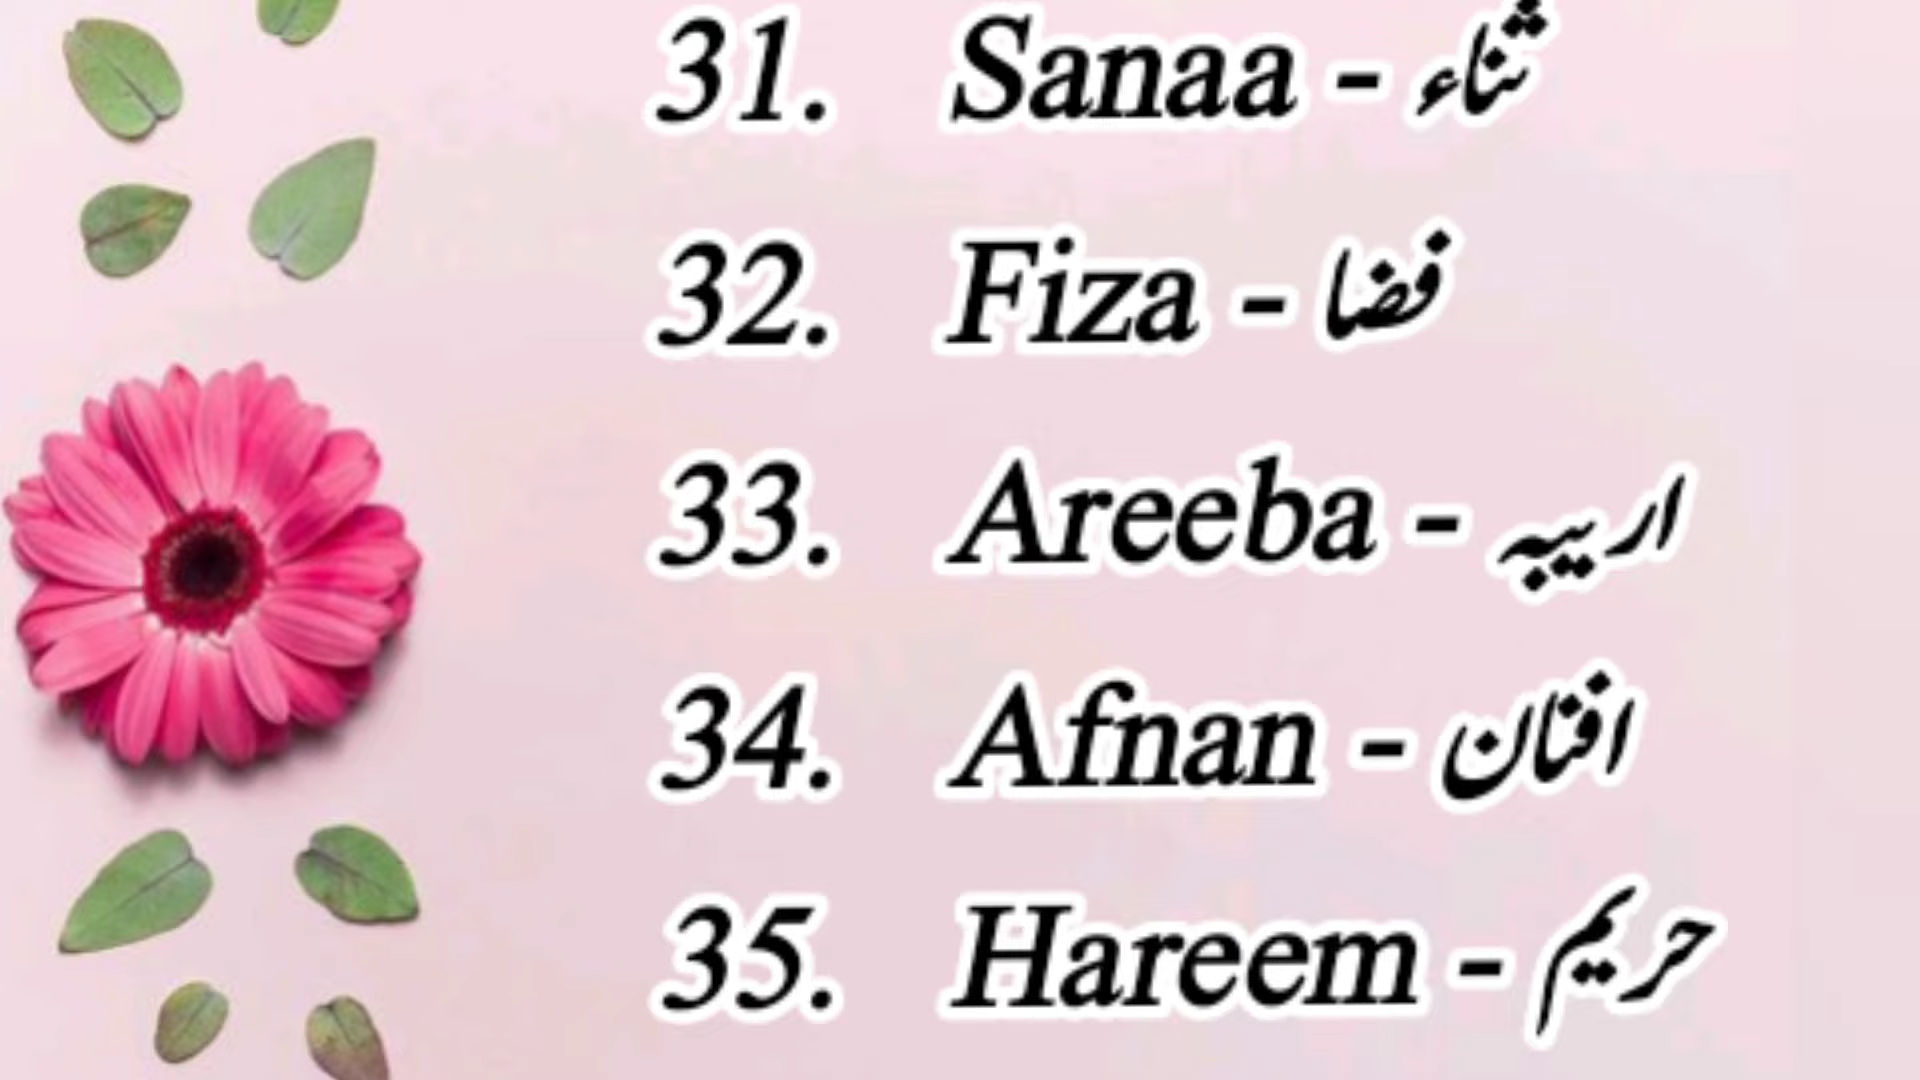 31. Sanaa - ثناء
32. Fiza - فضا
33. Areeba - اریبہ
34. Afnan - افنان
35. Hareem - حریم